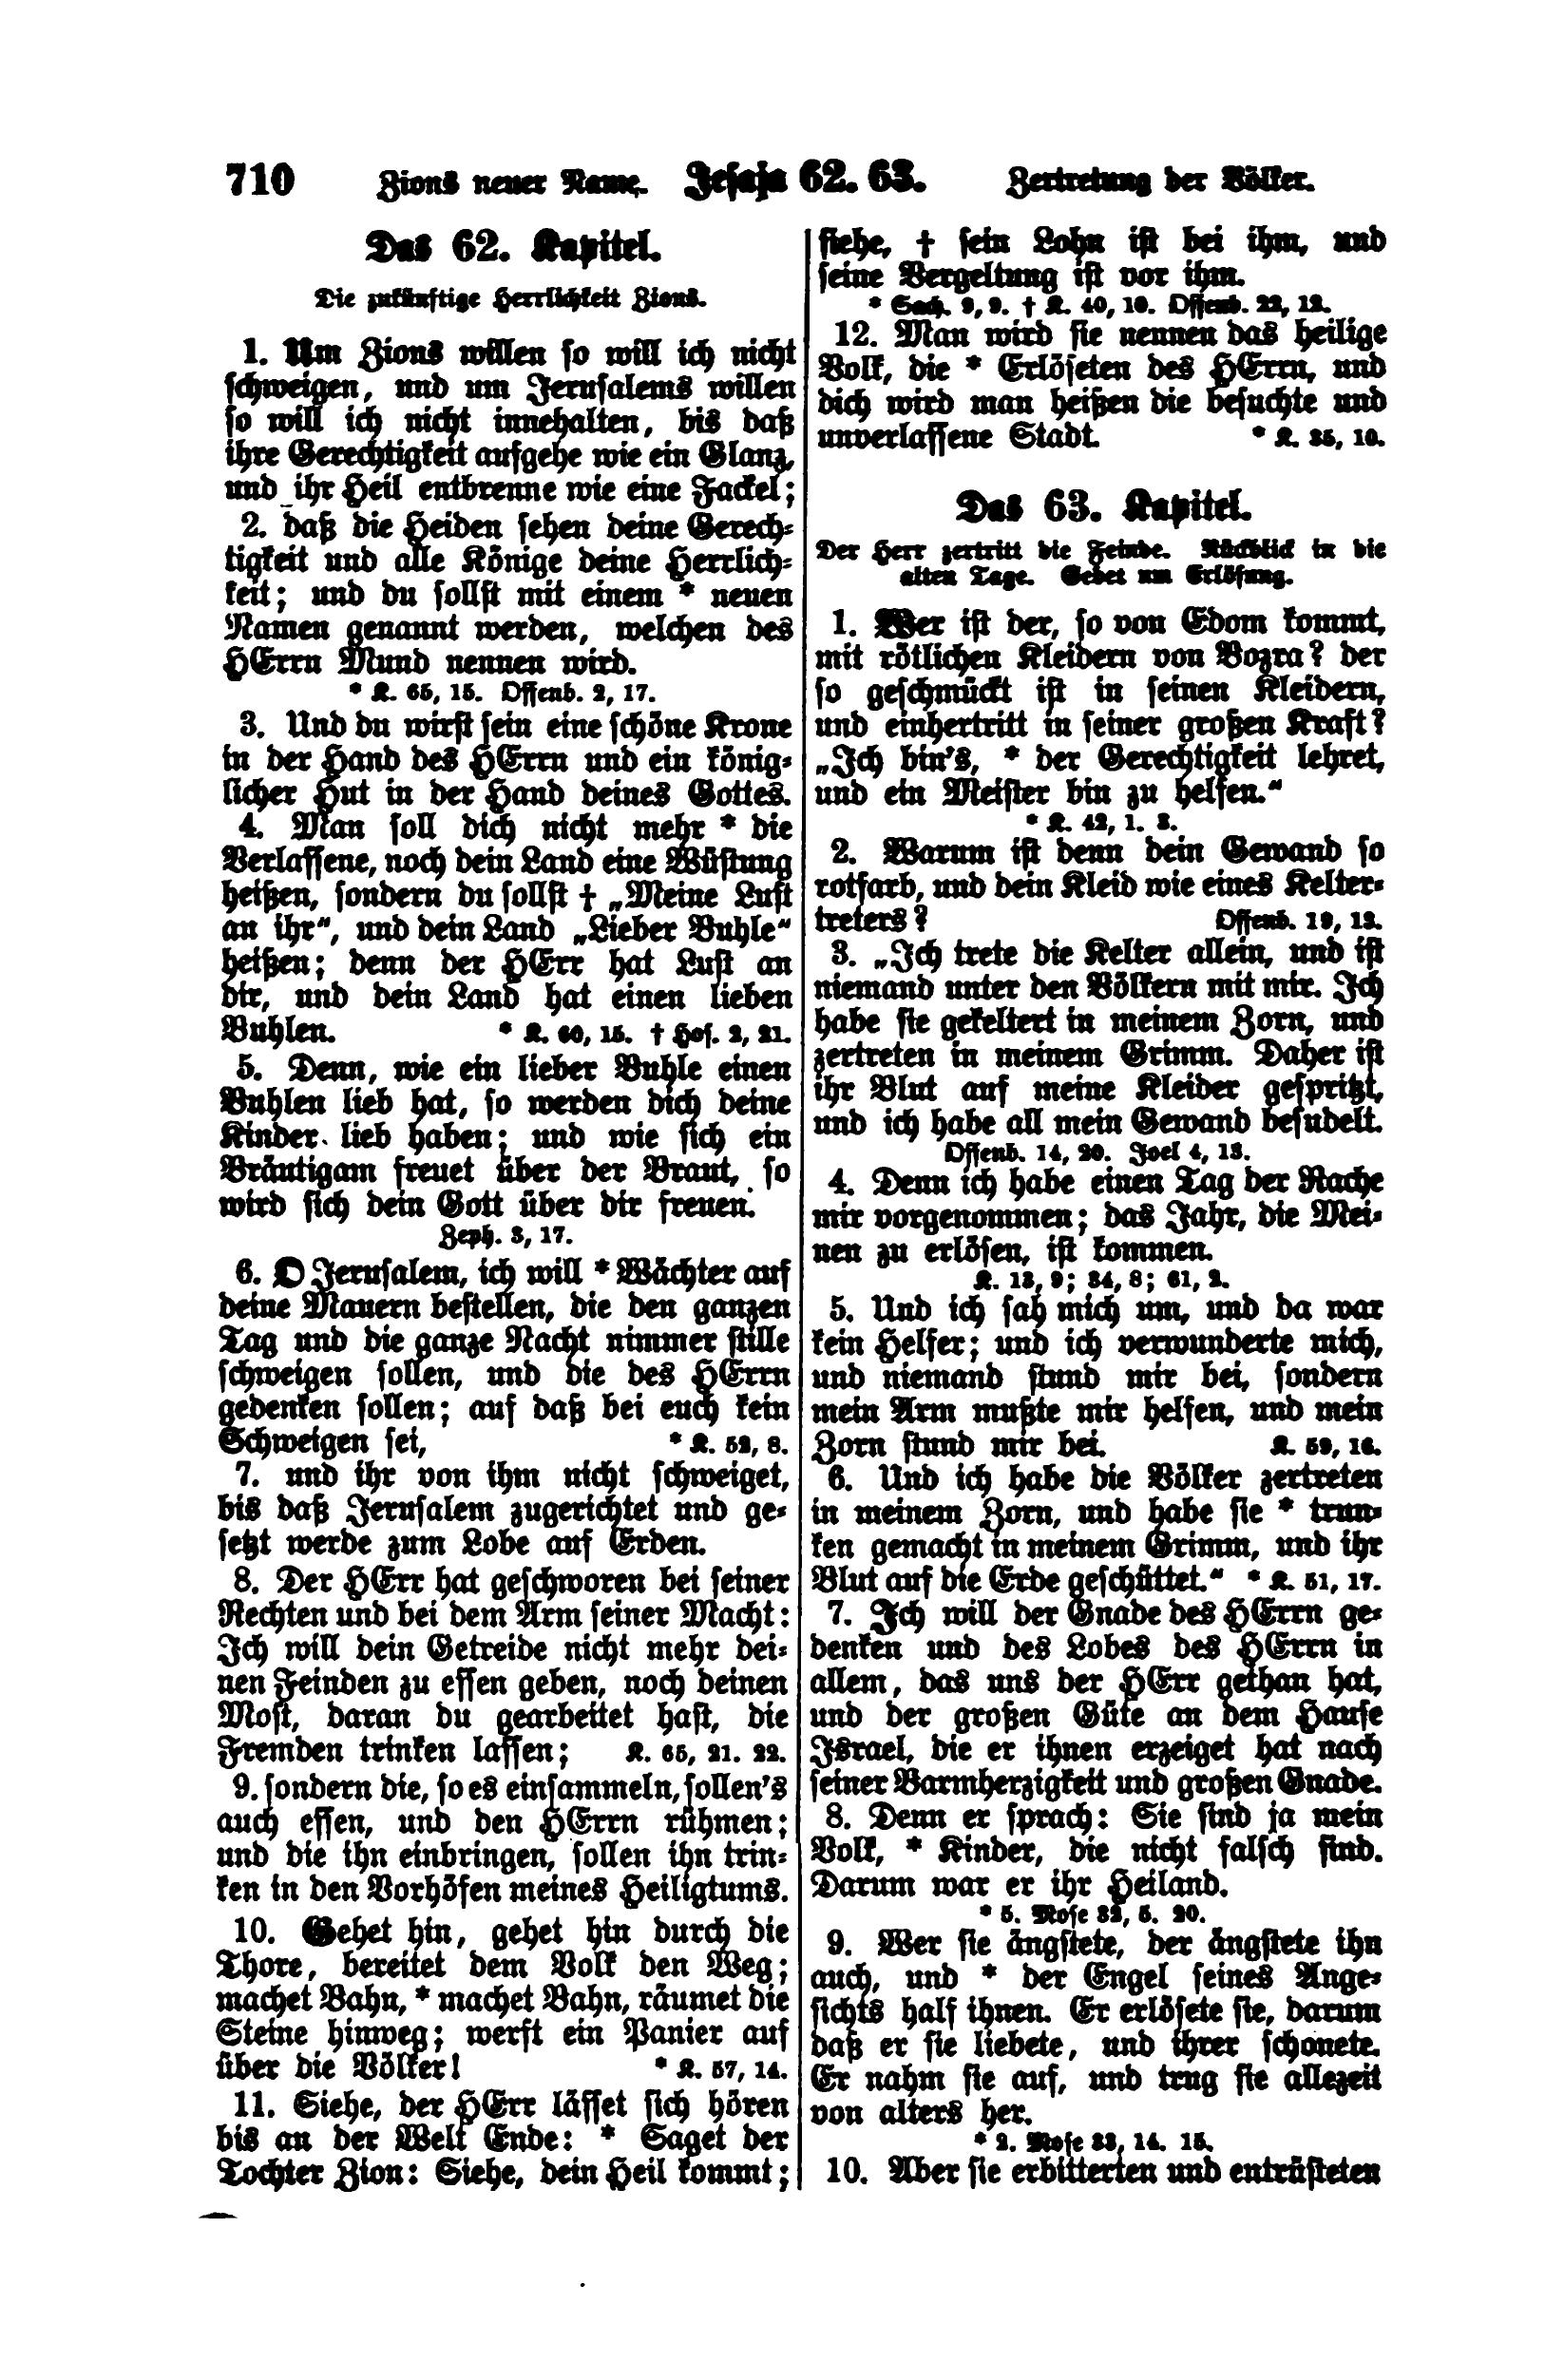 710 Zions neuer Name. Jesaja 62. 63. Zertretung der Völker.
Das 62. Kapitel.
Die zukünftige Herrlichkeit Zions.
1. Um Zions willen so will ich nicht
schweigen, und um Jerusalems willen
so will ich nicht innehalten, bis daß
ihre Gerechtigkeit aufgehe wie ein Glanz,
und ihr Heil entbrenne wie eine Fackel;
2. daß die Heiden sehen deine Gerech-
tigkeit und alle Könige deine Herrlich-
keit; und du sollst mit einem * neuen
Namen genannt werden, welchen des
HErrn Mund nennen wird.
* K. 65, 15. Offenb. 2, 17.
3. Und du wirst sein eine schöne Krone
in der Hand des HErrn und ein könig-
licher Hut in der Hand deines Gottes.
4. Man soll dich nicht mehr * die
Verlassene, noch dein Land eine Wüstung
heißen, sondern du sollst † „Meine Lust
an ihr“, und dein Land „Lieber Buhle“
heißen; denn der HErr hat Lust an
dir, und dein Land hat einen lieben
Buhlen. * K. 60, 15. † Hos. 2, 21.
5. Denn, wie ein lieber Buhle einen
Buhlen lieb hat, so werden dich deine
Kinder lieb haben; und wie sich ein
Bräutigam freuet über der Braut, so
wird sich dein Gott über dir freuen.
Zeph. 3, 17.
6. O Jerusalem, ich will * Wächter auf
deine Mauern bestellen, die den ganzen
Tag und die ganze Nacht nimmer stille
schweigen sollen, und die des HErrn
gedenken sollen; auf daß bei euch kein
Schweigen sei, * K. 52, 8.
7. und ihr von ihm nicht schweiget,
bis daß Jerusalem zugerichtet und ge-
setzt werde zum Lobe auf Erden.
8. Der HErr hat geschworen bei seiner
Rechten und bei dem Arm seiner Macht:
Ich will dein Getreide nicht mehr dei-
nen Feinden zu essen geben, noch deinen
Most, daran du gearbeitet hast, die
Fremden trinken lassen; K. 65, 21. 22.
9. sondern die, so es einsammeln, sollen's
auch essen, und den HErrn rühmen;
und die ihn einbringen, sollen ihn trin-
ken in den Vorhöfen meines Heiligtums.
10. Gehet hin, gehet hin durch die
Thore, bereitet dem Volk den Weg;
machet Bahn, * machet Bahn, räumet die
Steine hinweg; werft ein Panier auf
über die Völker! * K. 57, 14.
11. Siehe, der HErr lässet sich hören
bis an der Welt Ende: * Saget der
Tochter Zion: Siehe, dein Heil kommt;
siehe, † sein Lohn ist bei ihm, und
seine Vergeltung ist vor ihm.
* Sach. 9, 9. † K. 40, 10. Offenb. 22, 12.
12. Man wird sie nennen das heilige
Volk, die * Erlöseten des HErrn, und
dich wird man heißen die besuchte und
unverlassene Stadt. * K. 35, 10.
Das 63. Kapitel.
Der Herr zertritt die Feinde. Rückblick in die
alten Tage. Gebet um Erlösung.
1. Wer ist der, so von Edom kommt,
mit rötlichen Kleidern von Bozra? der
so geschmückt ist in seinen Kleidern,
und einhertritt in seiner großen Kraft?
„Ich bin's, * der Gerechtigkeit lehret,
und ein Meister bin zu helfen.“
* K. 42, 1. 3.
2. Warum ist denn dein Gewand so
rotfarb, und dein Kleid wie eines Kelter-
treters? Offenb. 19, 13.
3. „Ich trete die Kelter allein, und ist
niemand unter den Völkern mit mir. Ich
habe sie gekeltert in meinem Zorn, und
zertreten in meinem Grimm. Daher ist
ihr Blut auf meine Kleider gespritzt,
und ich habe all mein Gewand besudelt.
Offenb. 14, 20. Joel 4, 13.
4. Denn ich habe einen Tag der Rache
mir vorgenommen; das Jahr, die Mei-
nen zu erlösen, ist kommen.
K. 13, 9; 34, 8; 61, 2.
5. Und ich sah mich um, und da war
kein Helfer; und ich verwunderte mich,
und niemand stund mir bei, sondern
mein Arm mußte mir helfen, und mein
Zorn stund mir bei. K. 59, 16.
6. Und ich habe die Völker zertreten
in meinem Zorn, und habe sie * trun-
ken gemacht in meinem Grimm, und ihr
Blut auf die Erde geschüttet.“ * K. 51, 17.
7. Ich will der Gnade des HErrn ge-
denken und des Lobes des HErrn in
allem, das uns der HErr gethan hat,
und der großen Güte an dem Hause
Israel, die er ihnen erzeiget hat nach
seiner Barmherzigkeit und großen Gnade.
8. Denn er sprach: Sie sind ja mein
Volk, * Kinder, die nicht falsch sind.
Darum war er ihr Heiland.
* 5. Mose 32, 5. 20.
9. Wer sie ängstete, der ängstete ihn
auch, und * der Engel seines Ange-
sichts half ihnen. Er erlösete sie, darum
daß er sie liebete, und ihrer schonete.
Er nahm sie auf, und trug sie allezeit
von alters her.
* 2. Mose 33, 14. 15.
10. Aber sie erbitterten und entrüsteten